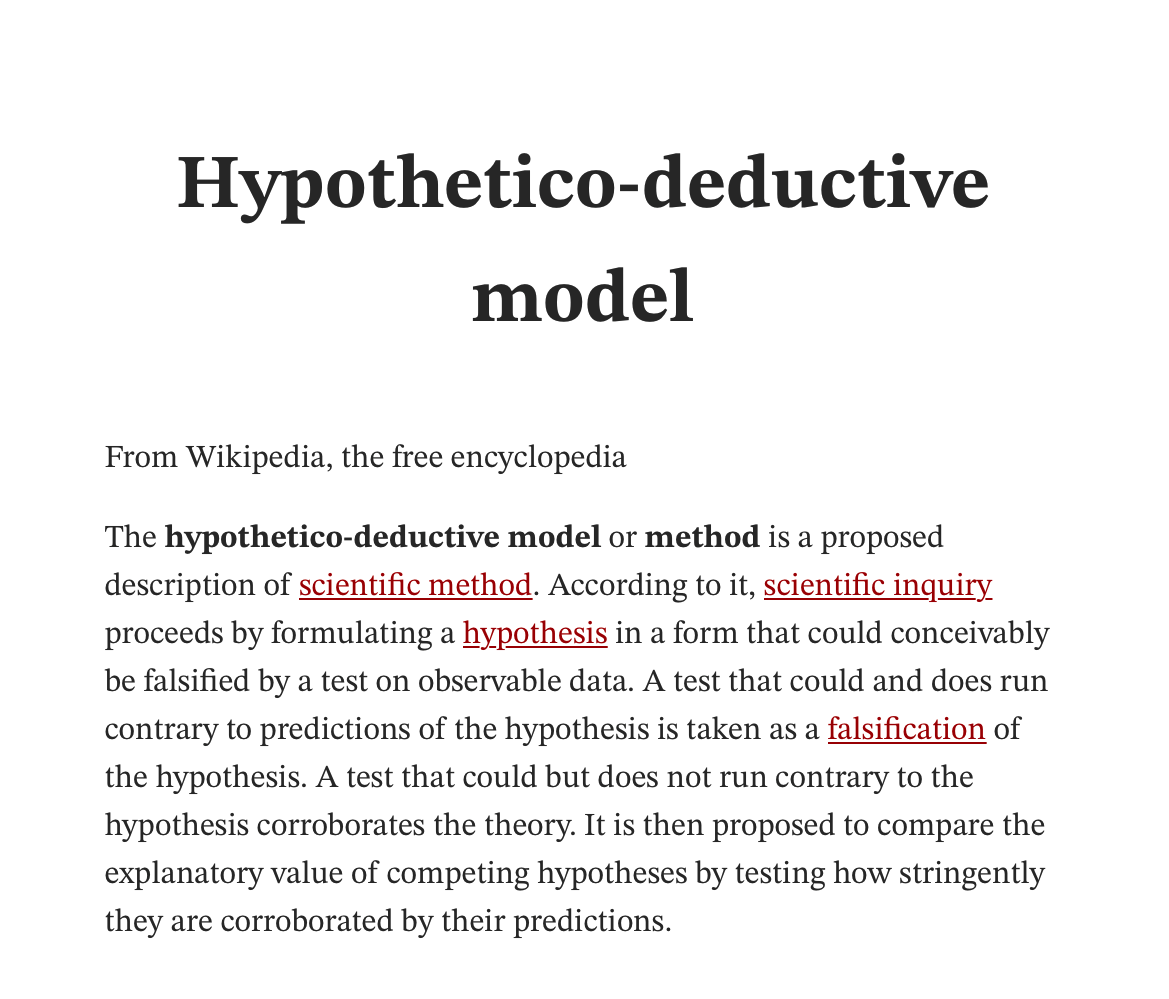 Hypothetico-deductive
model
From Wikipedia, the free encyclopedia
The hypothetico-deductive model or method is a proposed
description of scientific method. According to it, scientific inquiry
proceeds by formulating a hypothesis in a form that could conceivably
be falsified by a test on observable data. A test that could and does run
contrary to predictions of the hypothesis is taken as a falsification of
the hypothesis. A test that could but does not run contrary to the
hypothesis corroborates the theory. It is then proposed to compare the
explanatory value of competing hypotheses by testing how stringently
they are corroborated by their predictions.